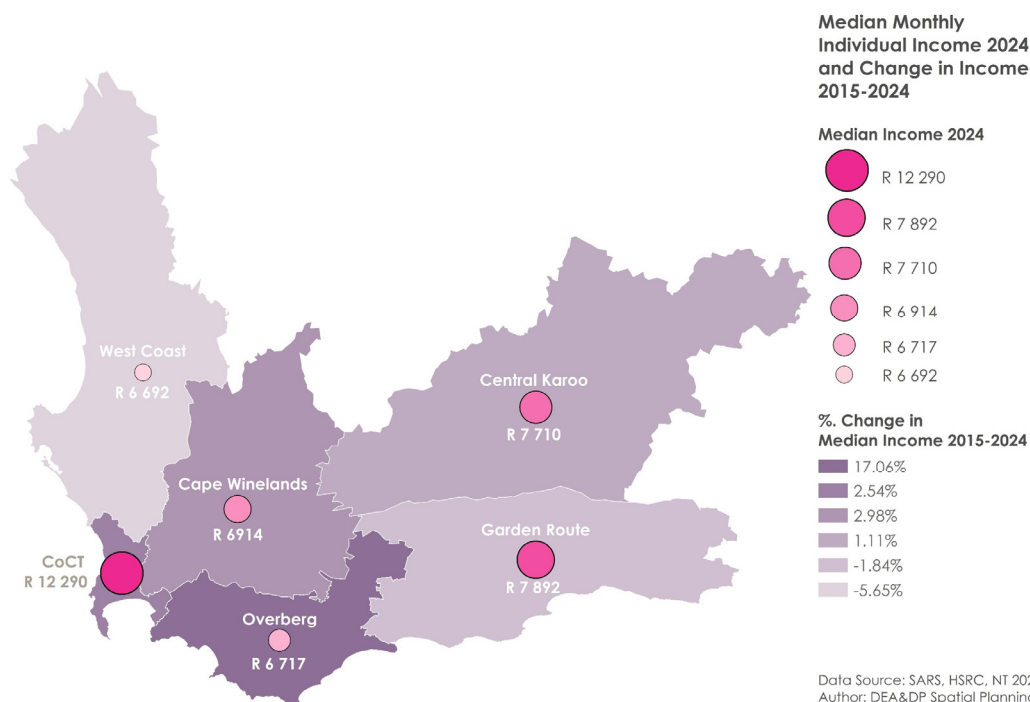 Median Monthly
Individual Income 2024
and Change in Income
2015-2024
Median Income 2024
R 12 290
R 7 892
R 7 710
R 6 914
R 6 717
R 6 692
%. Change in
Median Income 2015-2024
17.06%
2.54%
2.98%
1.11%
-1.84%
-5.65%
West Coast
R 6 692
Central Karoo
R 7 710
Cape Winelands
R 6914
Garden Route
R 7 892
CoCT
R 12 290
Overberg
R 6 717
Data Source: SARS, HSRC, NT 202
Author: DEA&DP Spatial Planning